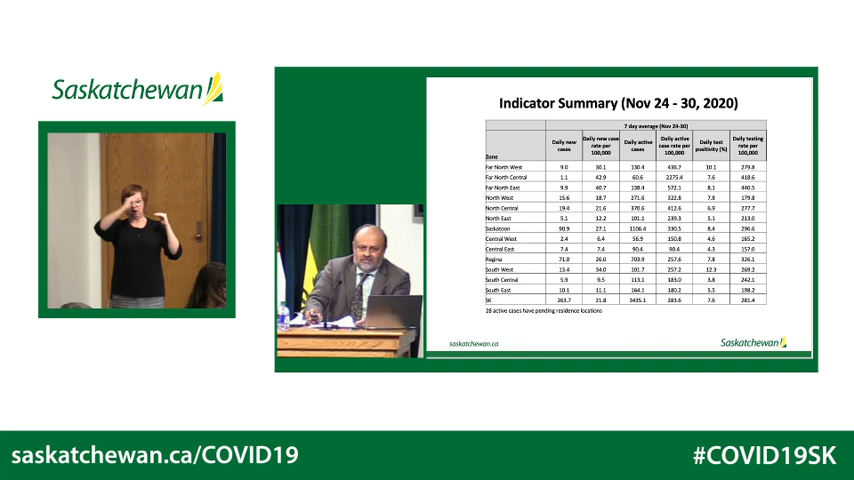 Saskatchewan
Indicator Summary (Nov 24 - 30, 2020)
7 day average (Nov 24-30)
Zone Daily new cases Daily new case rate per 100,000 Daily active cases Daily active case rate per 100,000 Daily test positivity (%) Daily testing rate per 100,000
Far North West 9.0 30.1 130.4 436.7 10.1 279.8
Far North Central 1.1 42.9 60.6 2275.4 7.6 418.6
Far North East 9.9 40.7 138.4 572.1 8.1 440.5
North West 15.6 18.7 271.6 322.8 7.8 179.8
North Central 19.4 21.6 370.6 412.6 6.9 277.7
North East 5.1 12.2 101.1 239.3 5.1 213.0
Saskatoon 90.9 27.1 1106.4 330.5 8.4 296.6
Central West 2.4 6.4 56.9 150.8 4.6 165.2
Central East 7.4 7.4 90.4 90.4 4.3 157.0
Regina 71.0 26.0 703.9 257.6 7.8 326.1
South West 13.4 34.0 101.7 257.2 12.3 269.2
South Central 5.9 9.5 113.1 183.0 3.8 242.1
South East 10.1 11.1 164.1 180.2 5.5 198.2
SK 263.7 21.8 3435.1 283.6 7.6 281.4
28 active cases have pending residence locations
saskatchewan.ca
Saskatchewan
saskatchewan.ca/COVID19
#COVID19SK